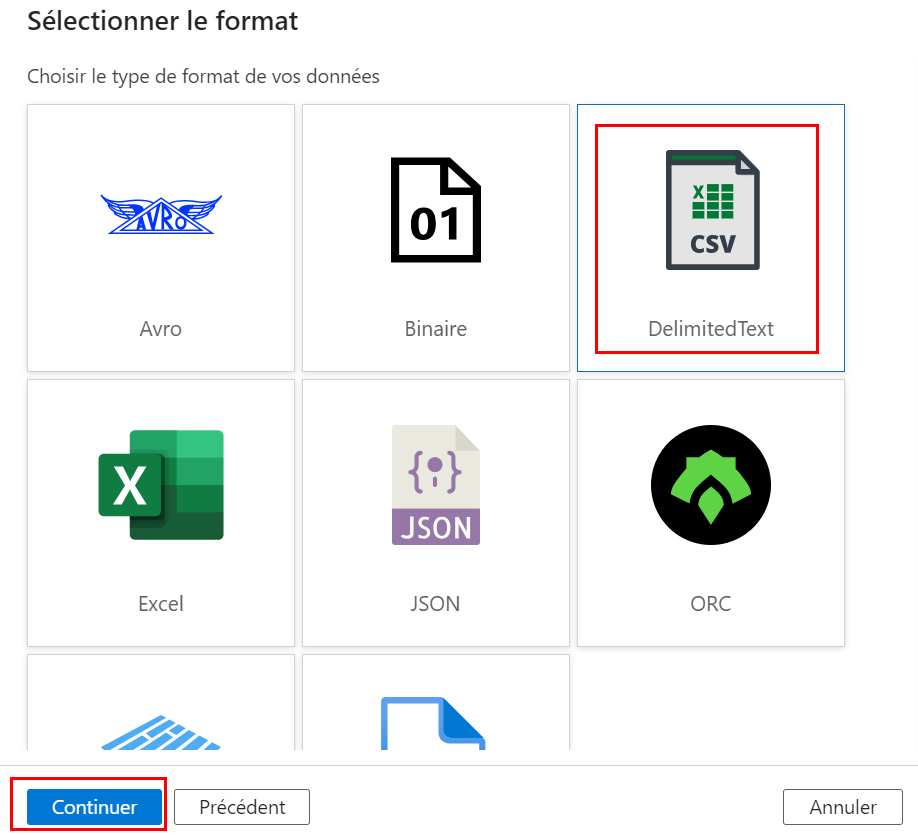 Sélectionner le format
Choisir le type de format de vos données
AVRO
01
X
CSV
Avro
Binaire
DelimitedText
X
JSON
Excel
JSON
ORC
Continuer
Précédent
Annuler